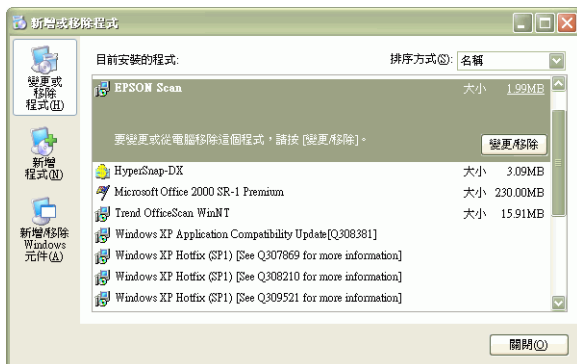 新增或移除程式
變更或
移除
程式(H)
新增
程式(N)
新增/移除
Windows
元件(A)
目前安裝的程式:
排序方式(S): 名稱
EPSON Scan 大小 1.99MB
要變更或從電腦移除這個程式，請按 [變更/移除]。 變更/移除
HyperSnap-DX 大小 3.09MB
Microsoft Office 2000 SR-1 Premium 大小 230.00MB
Trend OfficeScan WinNT 大小 15.91MB
Windows XP Application Compatibility Update[Q308381]
Windows XP Hotfix (SP1) [See Q307869 for more information]
Windows XP Hotfix (SP1) [See Q308210 for more information]
Windows XP Hotfix (SP1) [See Q309521 for more information]
關閉(O)